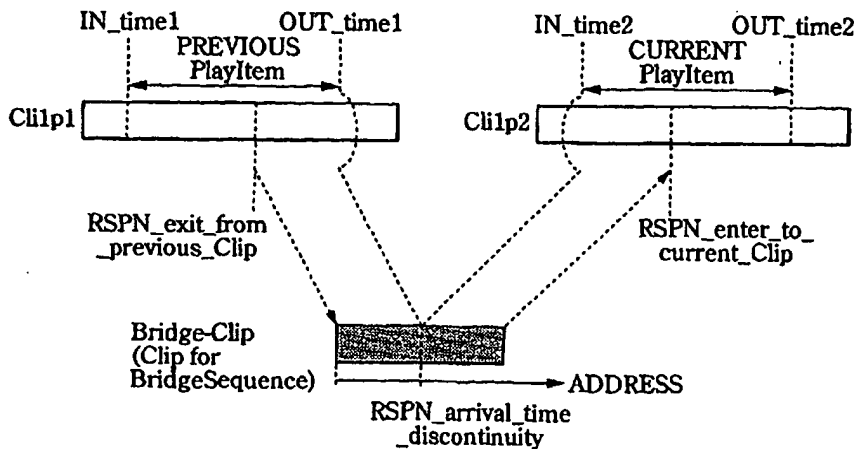 IN_time1
OUT_time1
PREVIOUS
PlayItem
IN_time2
OUT_time2
CURRENT
PlayItem
Cli1p1
Cli1p2
RSPN_exit_from
_previous_Clip
RSPN_enter_to_
current_Clip
Bridge-Clip
(Clip for
BridgeSequence)
ADDRESS
RSPN_arrival_time
_discontinuity